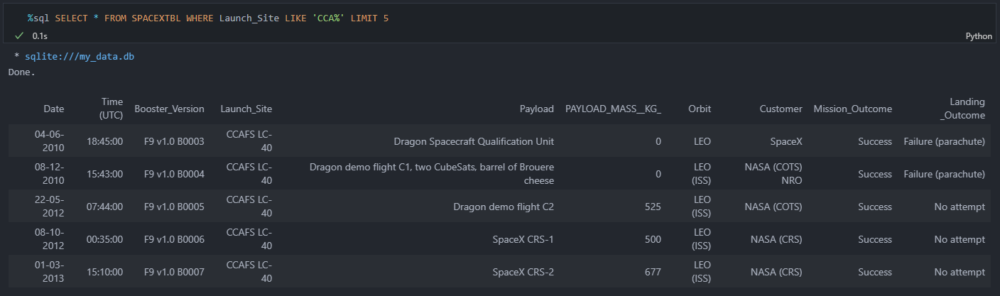 %sql SELECT * FROM SPACEXTBL WHERE Launch_Site LIKE 'CCA%' LIMIT 5
✓ 0.1s Python
* sqlite:///my_data.db
Done.
Date Time (UTC) Booster_Version Launch_Site Payload PAYLOAD_MASS__KG_ Orbit Customer Mission_Outcome Landing _Outcome
04-06-2010 18:45:00 F9 v1.0 B0003 CCAFS LC-40 Dragon Spacecraft Qualification Unit 0 LEO SpaceX Success Failure (parachute)
08-12-2010 15:43:00 F9 v1.0 B0004 CCAFS LC-40 Dragon demo flight C1, two CubeSats, barrel of Brouere cheese 0 LEO (ISS) NASA (COTS) NRO Success Failure (parachute)
22-05-2012 07:44:00 F9 v1.0 B0005 CCAFS LC-40 Dragon demo flight C2 525 LEO (ISS) NASA (COTS) Success No attempt
08-10-2012 00:35:00 F9 v1.0 B0006 CCAFS LC-40 SpaceX CRS-1 500 LEO (ISS) NASA (CRS) Success No attempt
01-03-2013 15:10:00 F9 v1.0 B0007 CCAFS LC-40 SpaceX CRS-2 677 LEO (ISS) NASA (CRS) Success No attempt